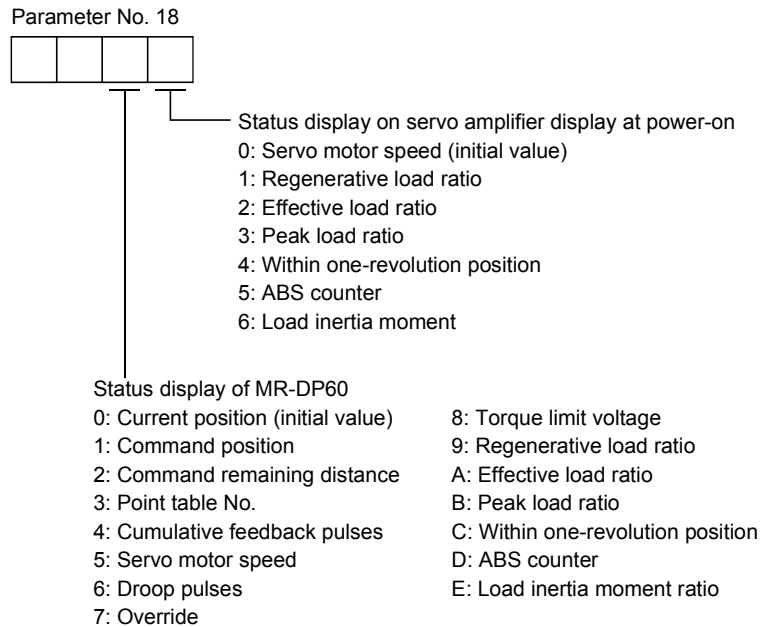 Parameter No. 18
Status display on servo amplifier display at power-on
0: Servo motor speed (initial value)
1: Regenerative load ratio
2: Effective load ratio
3: Peak load ratio
4: Within one-revolution position
5: ABS counter
6: Load inertia moment
Status display of MR-DP60
0: Current position (initial value)
1: Command position
2: Command remaining distance
3: Point table No.
4: Cumulative feedback pulses
5: Servo motor speed
6: Droop pulses
7: Override
8: Torque limit voltage
9: Regenerative load ratio
A: Effective load ratio
B: Peak load ratio
C: Within one-revolution position
D: ABS counter
E: Load inertia moment ratio